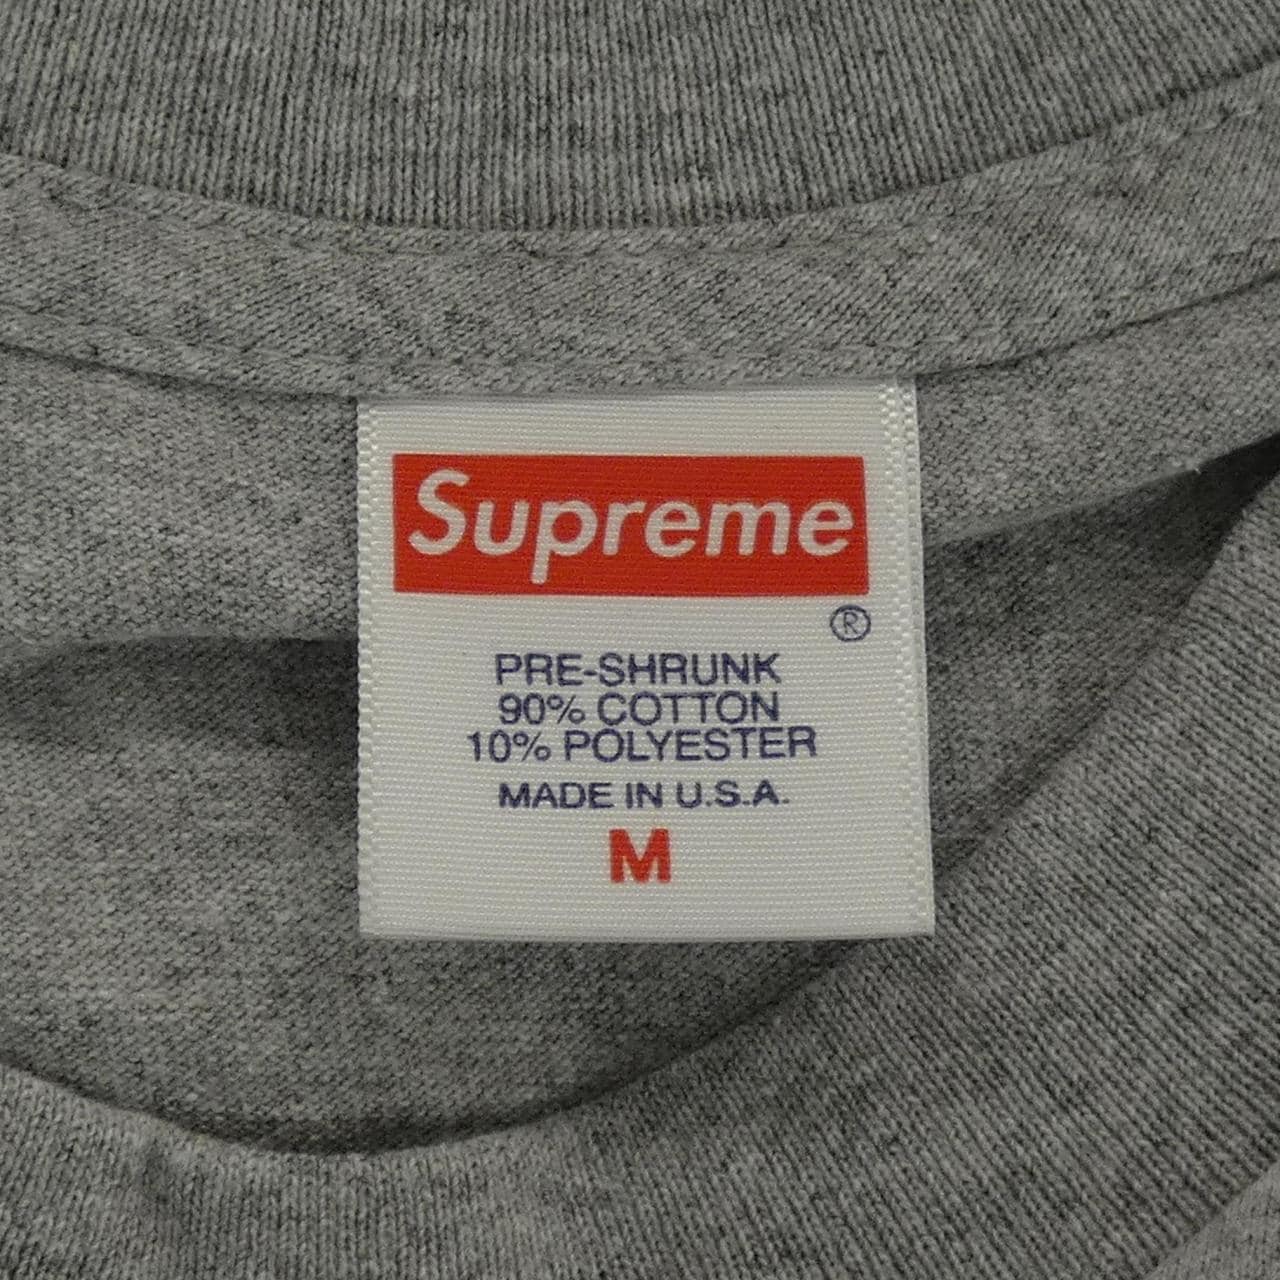 Supreme
®
PRE-SHRUNK
90% COTTON
10% POLYESTER
MADE IN U.S.A.
M